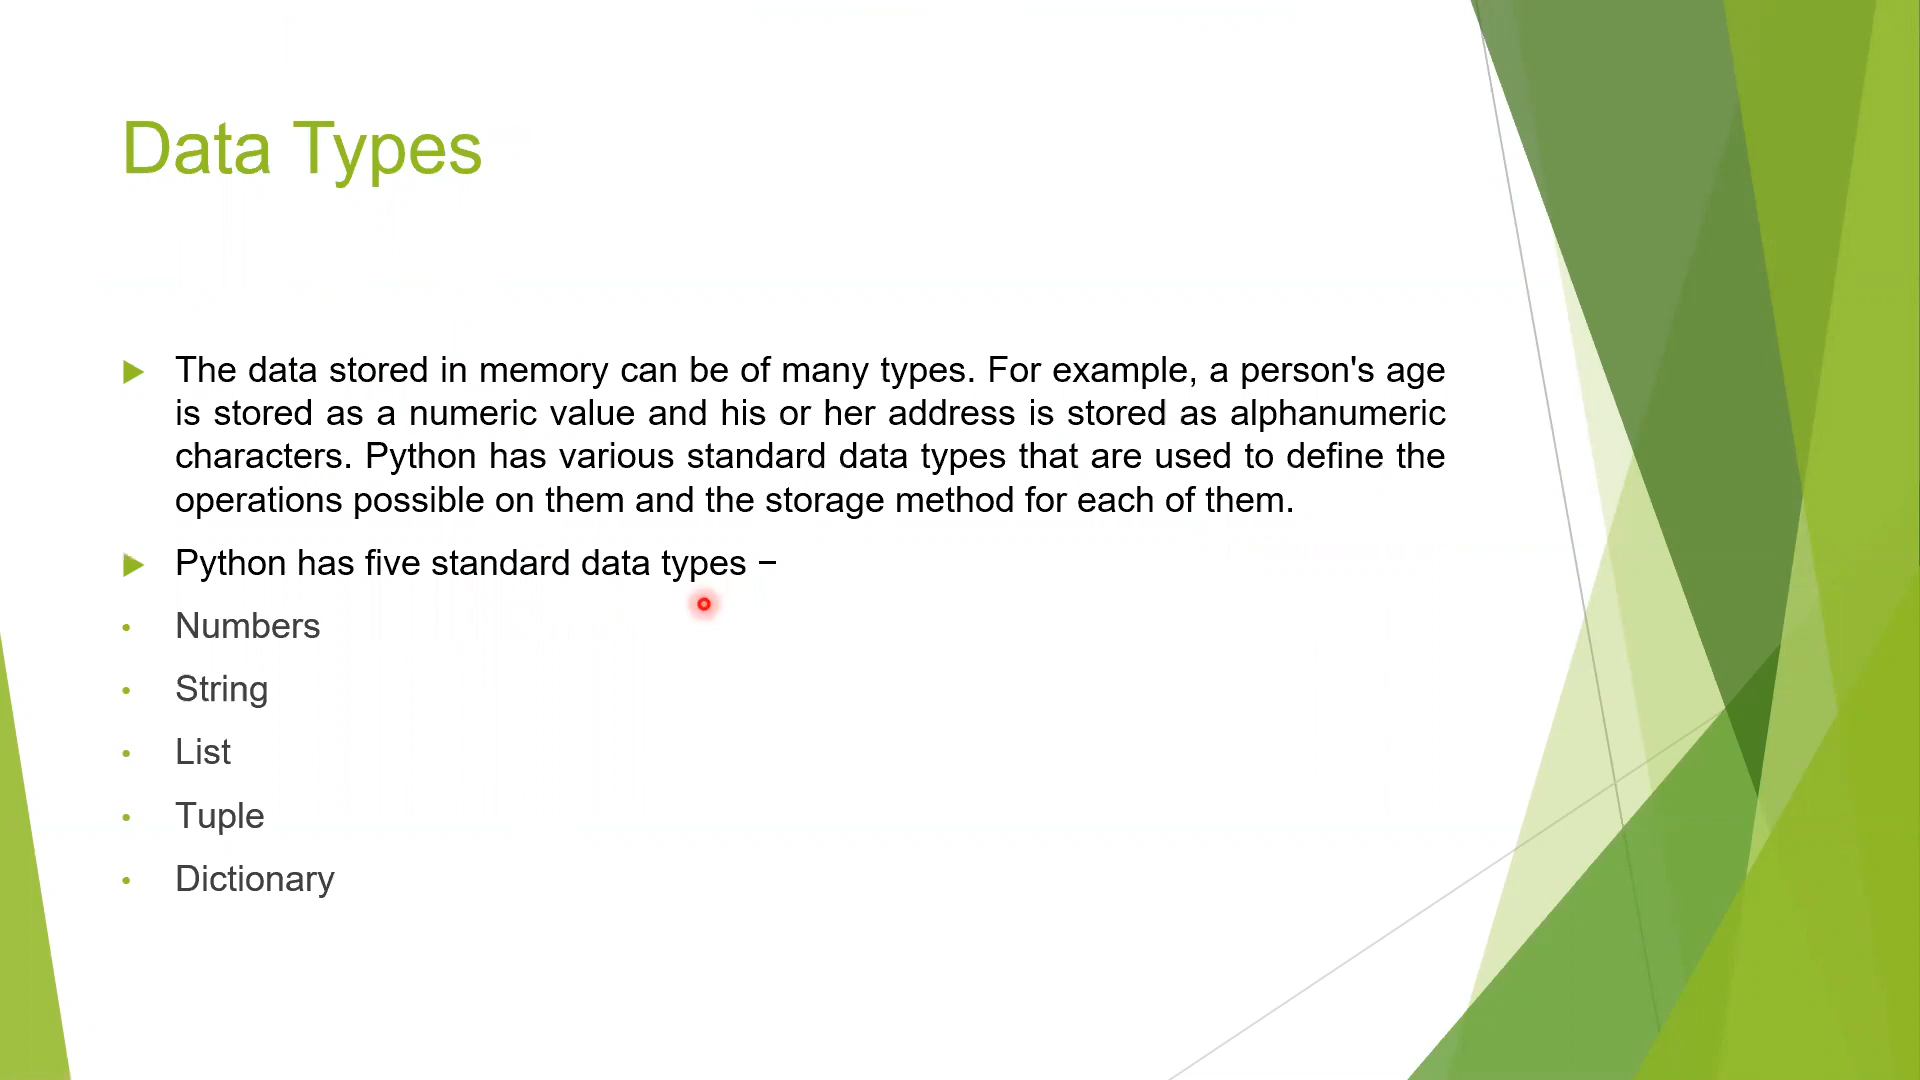 Data Types
The data stored in memory can be of many types. For example, a person's age
is stored as a numeric value and his or her address is stored as alphanumeric
characters. Python has various standard data types that are used to define the
operations possible on them and the storage method for each of them.
Python has five standard data types −
Numbers
String
List
Tuple
Dictionary